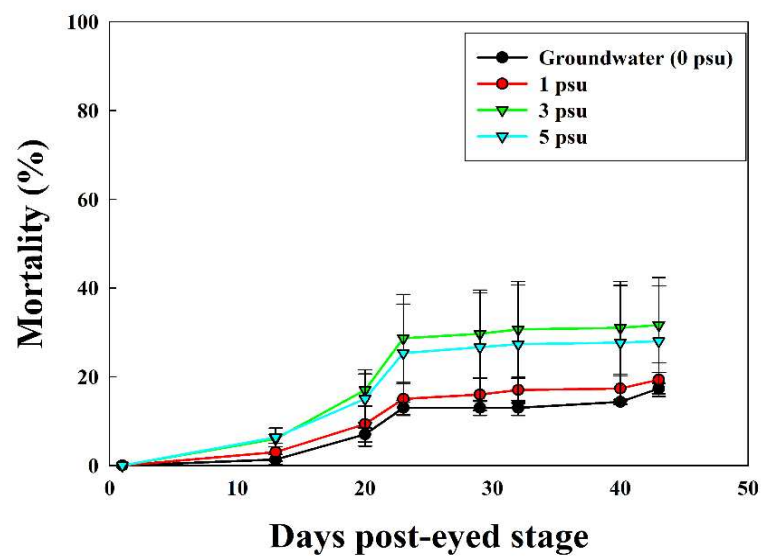 100
80
60
40
20
0
Mortality (%)
Groundwater (0 psu)
1 psu
3 psu
5 psu
0 10 20 30 40 50
Days post-eyed stage